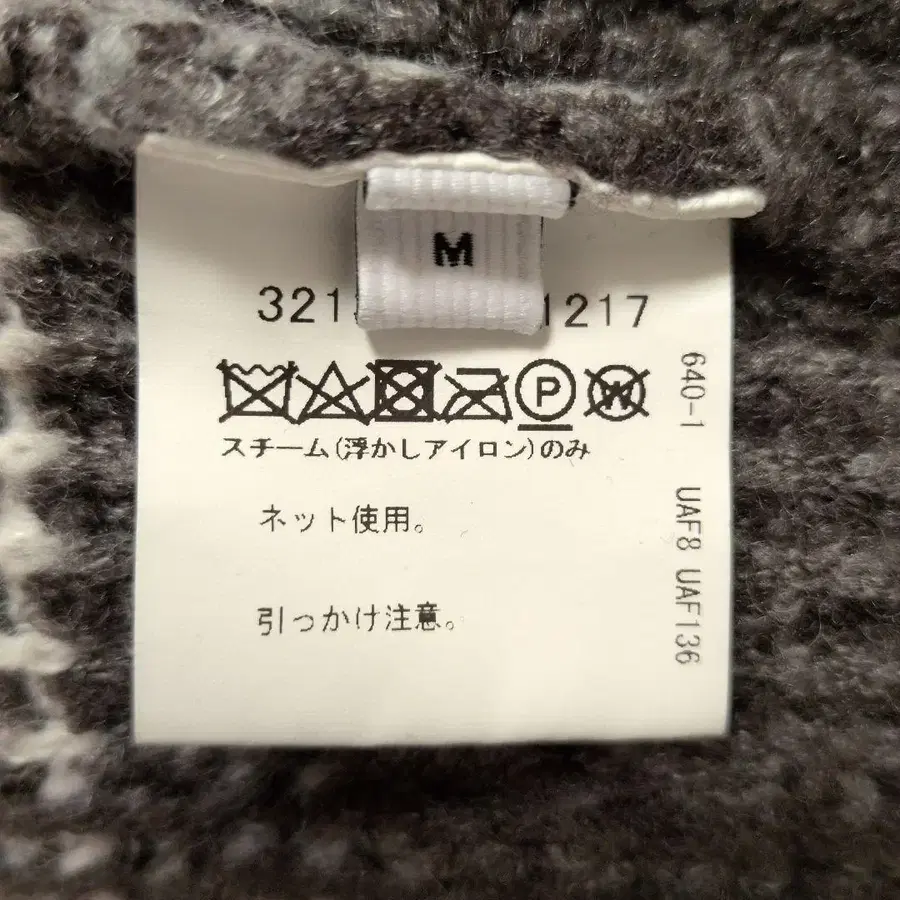 M
321 1217
P W
スチーム(浮かしアイロン)のみ
ネット使用。
引っかけ注意。
640-1 UAF8 UAF136